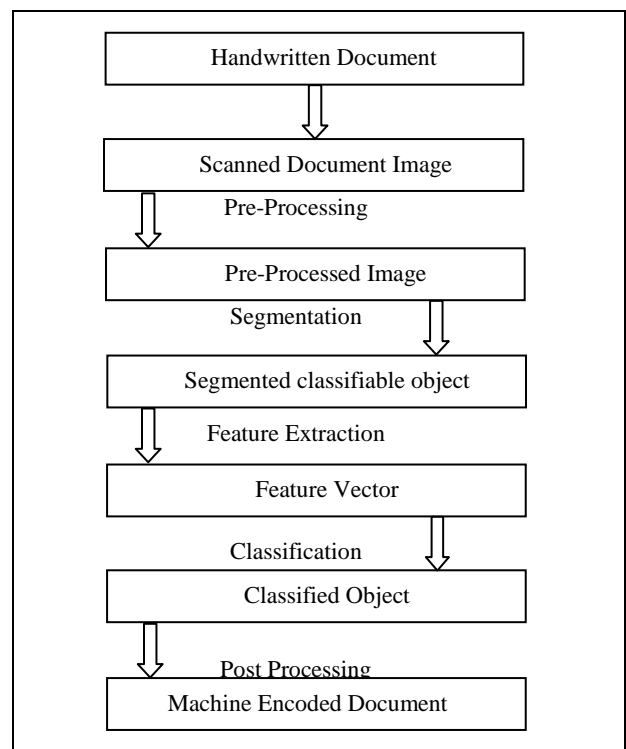 Handwritten Document
Scanned Document Image
Pre-Processing
Pre-Processed Image
Segmentation
Segmented classifiable object
Feature Extraction
Feature Vector
Classification
Classified Object
Post Processing
Machine Encoded Document